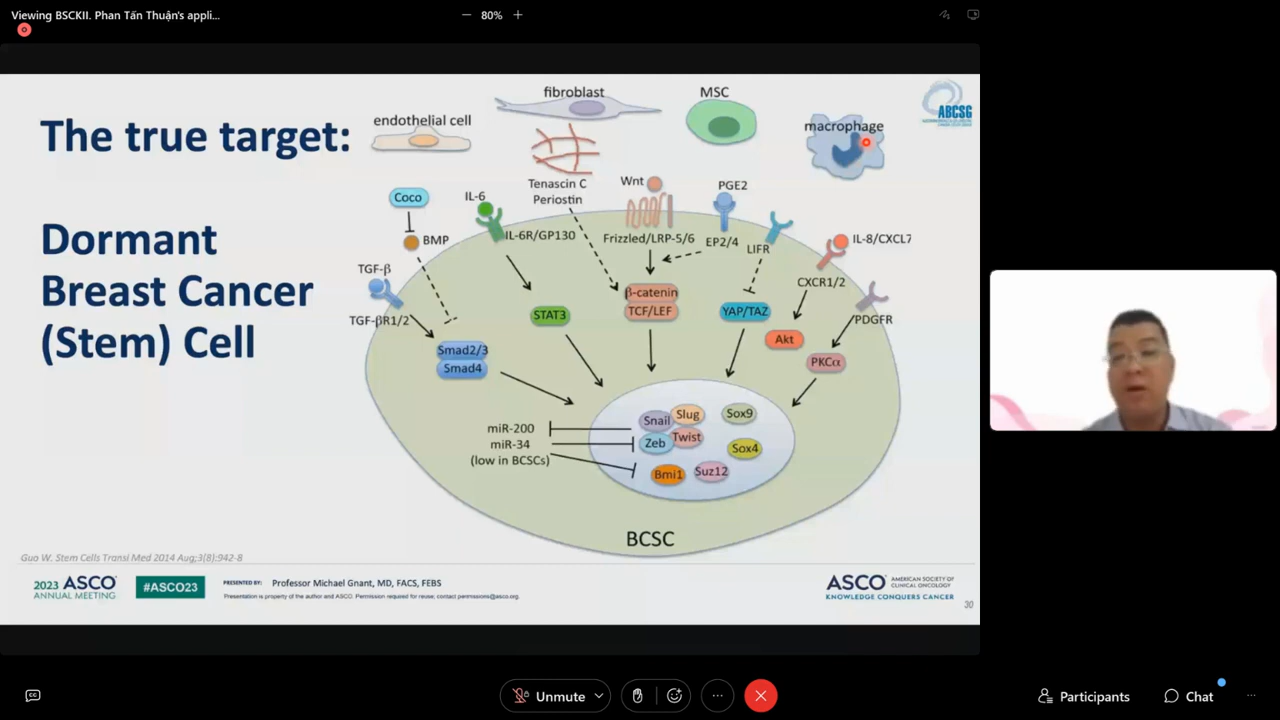 Viewing BSCKII. Phan Tấn Thuận's appli...
80%
The true target:
Dormant
Breast Cancer
(Stem) Cell
endothelial cell
fibroblast
MSC
macrophage
ABCSG
Coco
BMP
IL-6
IL-6R/GP130
Tenascin C
Periostin
Wnt
Frizzled/LRP-5/6
PGE2
EP2/4
LIFR
IL-8/CXCL7
CXCR1/2
PDGFR
TGF-β
TGF-βR1/2
Smad2/3
Smad4
STAT3
β-catenin
TCF/LEF
YAP/TAZ
Akt
PKCα
miR-200
miR-34
(low in BCSCs)
Snail
Slug
Zeb
Twist
Sox9
Sox4
Bmi1
Suz12
BCSC
Guo W. Stem Cells Transl Med 2014 Aug;3(8):942-8
2023 ASCO
ANNUAL MEETING
#ASCO23
PRESENTED BY: Professor Michael Gnant, MD, FACS, FEBS
Presentation is property of the author and ASCO. Permission required for reuse; contact permissions@asco.org.
ASCO AMERICAN SOCIETY OF
CLINICAL ONCOLOGY
KNOWLEDGE CONQUERS CANCER
30
CC
Unmute
Participants
Chat